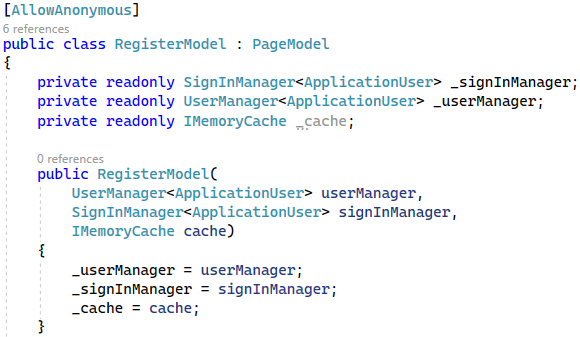 [AllowAnonymous]
6 references
public class RegisterModel : PageModel
{
    private readonly SignInManager<ApplicationUser> _signInManager;
    private readonly UserManager<ApplicationUser> _userManager;
    private readonly IMemoryCache _cache;
    0 references
    public RegisterModel(
        UserManager<ApplicationUser> userManager,
        SignInManager<ApplicationUser> signInManager,
        IMemoryCache cache)
    {
        _userManager = userManager;
        _signInManager = signInManager;
        _cache = cache;
    }